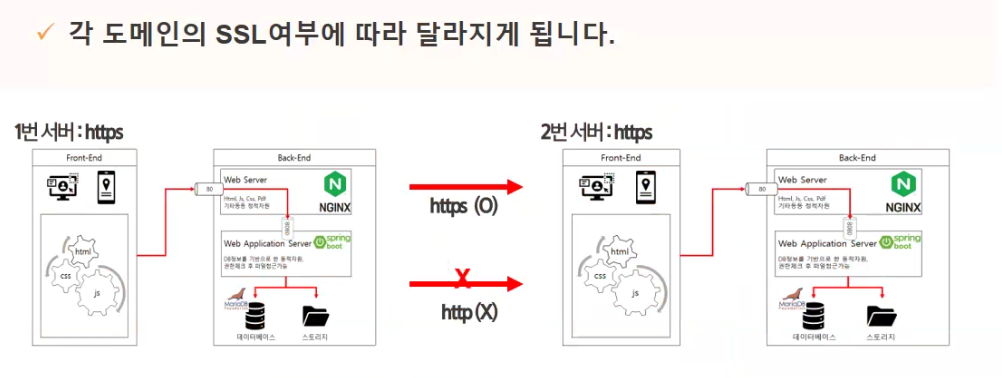 ✓ 각 도메인의 SSL여부에 따라 달라지게 됩니다.
1번 서버 : https
Front-End
html
css
js
Back-End
80
Web Server
Html, Js, Css, Pdf
기타등등 정적자원
NGINX
8080
Web Application Server
spring boot
DB정보를 기반으로 한 동적자원,
권한체크 후 파일접근가능
MariaDB
데이터베이스
스토리지
https (O)
X
http (X)
2번 서버 : https
Front-End
html
css
js
Back-End
80
Web Server
Html, Js, Css, Pdf
기타등등 정적자원
NGINX
8080
Web Application Server
spring boot
DB정보를 기반으로 한 동적자원,
권한체크 후 파일접근가능
MariaDB
데이터베이스
스토리지